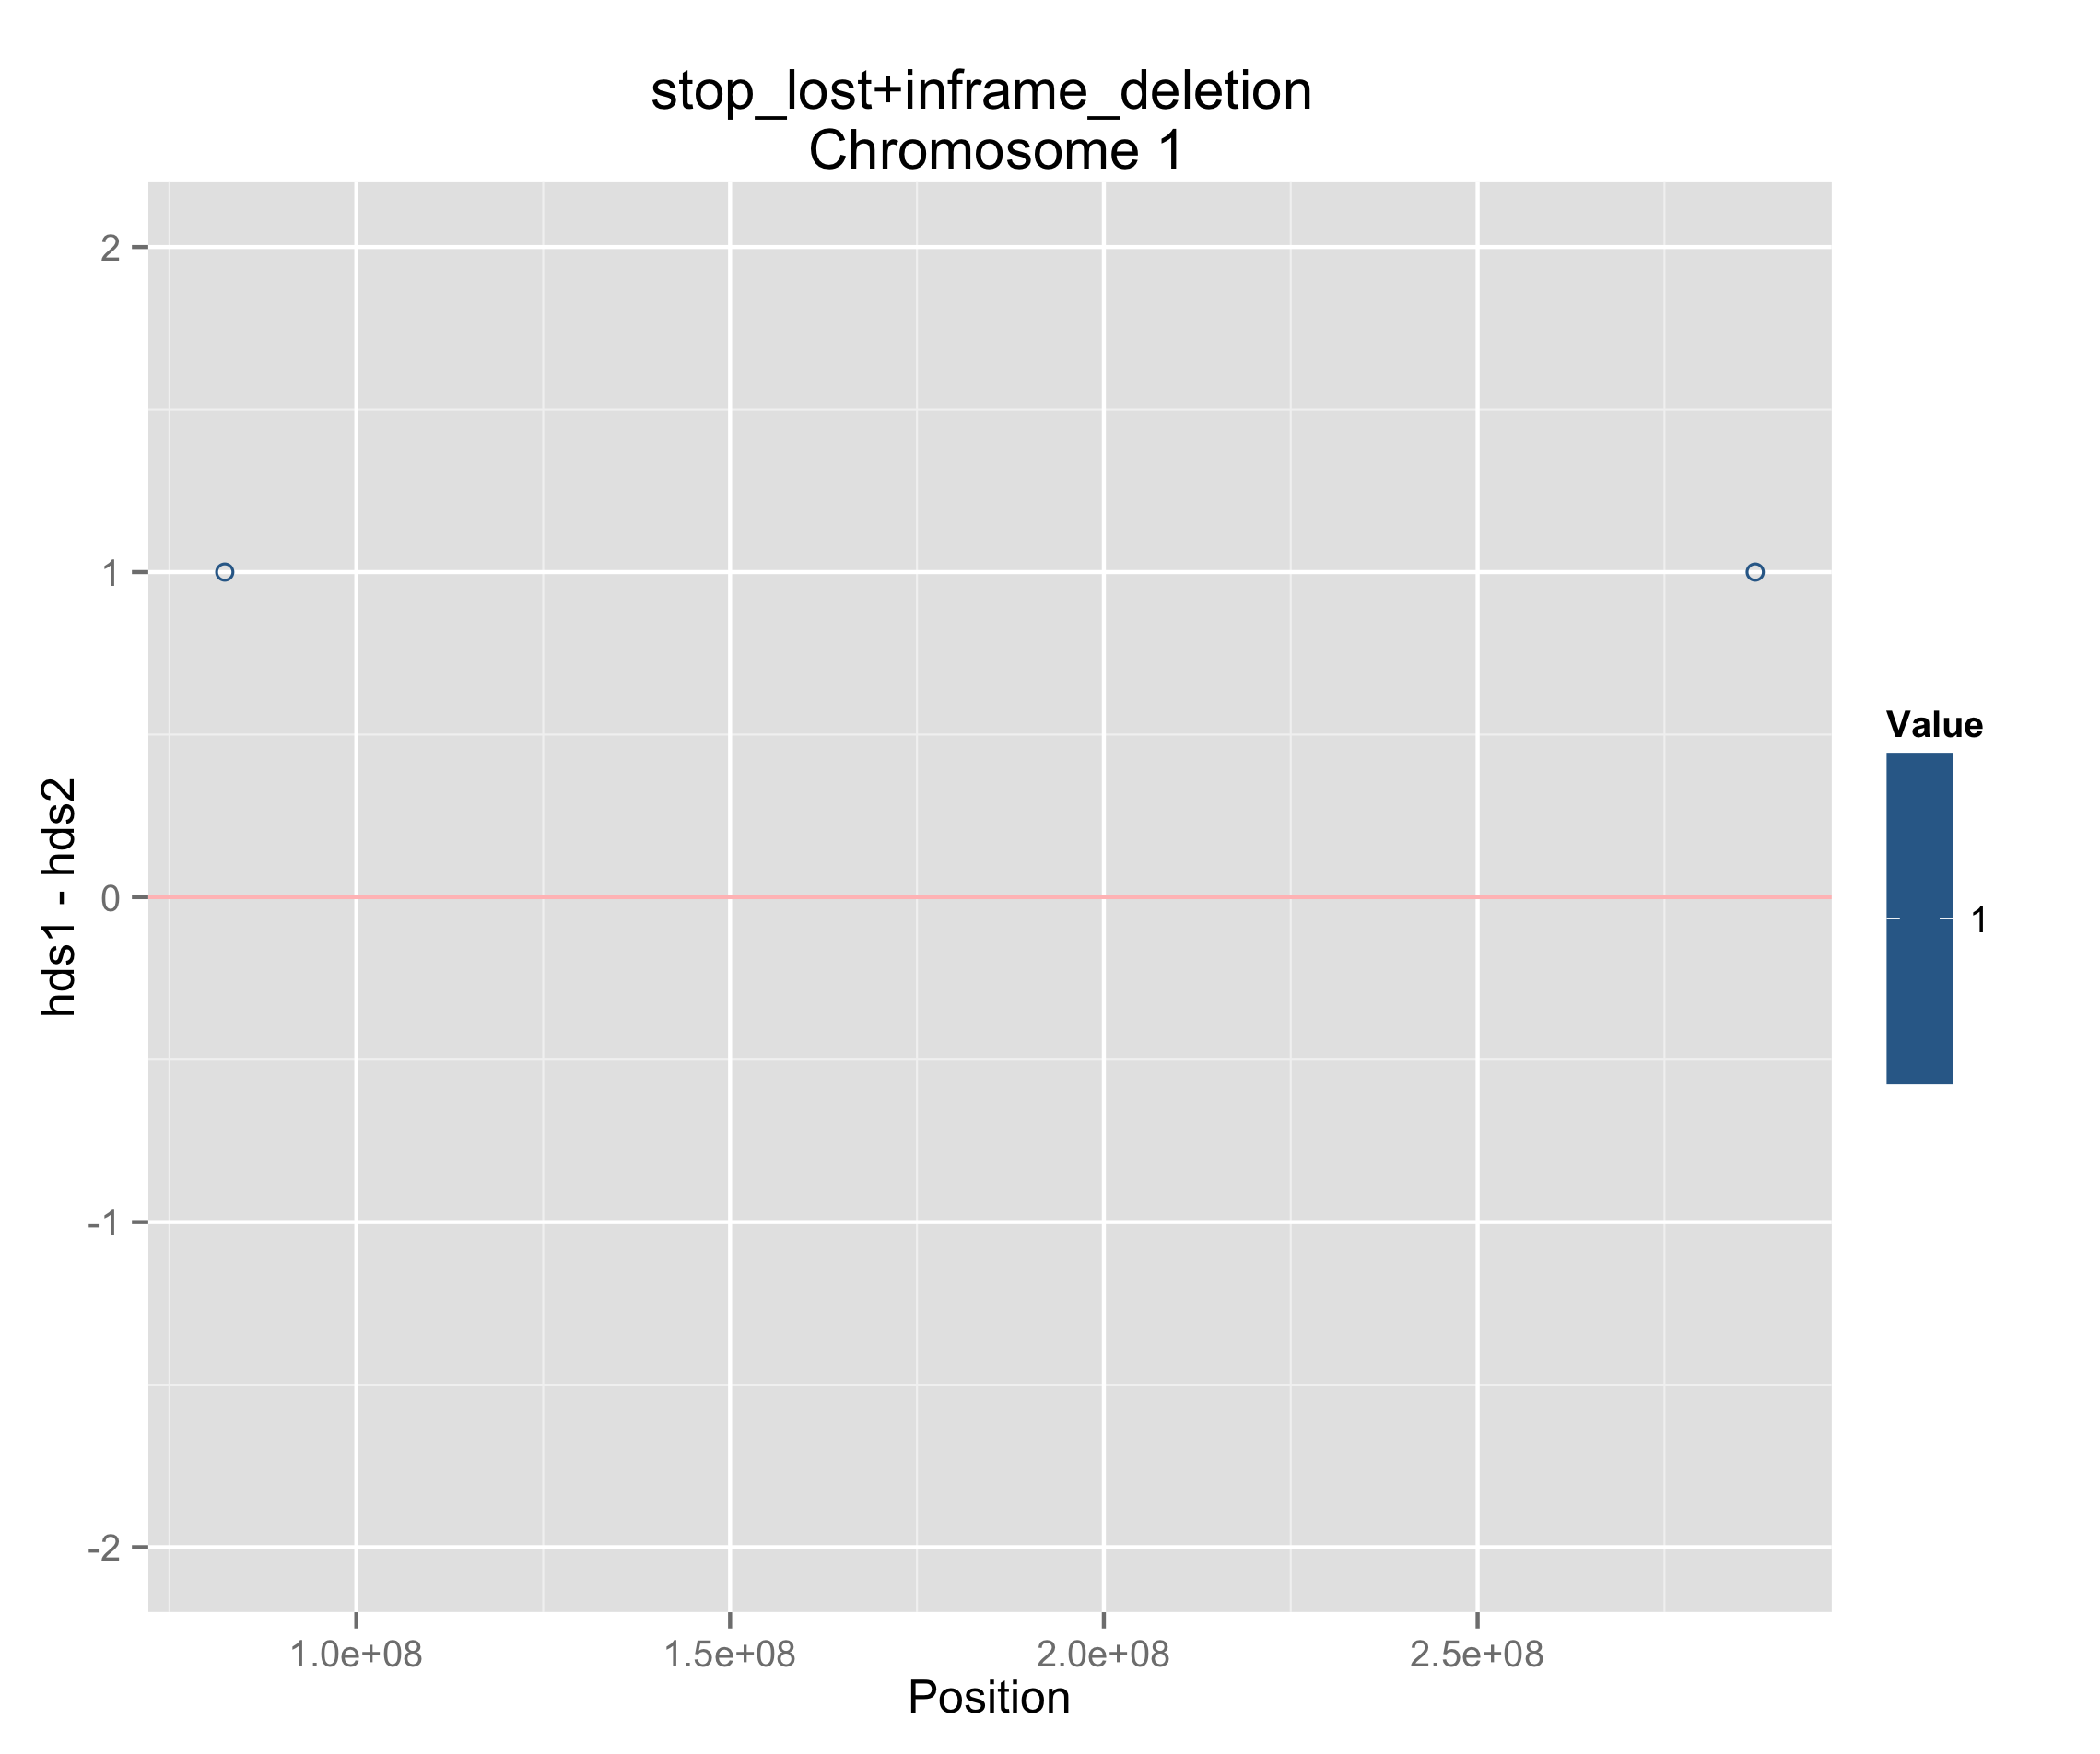 stop_lost+inframe_deletion
Chromosome 1
2
1
0
-1
-2
hds1 - hds2
1.0e+08
1.5e+08
2.0e+08
2.5e+08
Position
Value
1